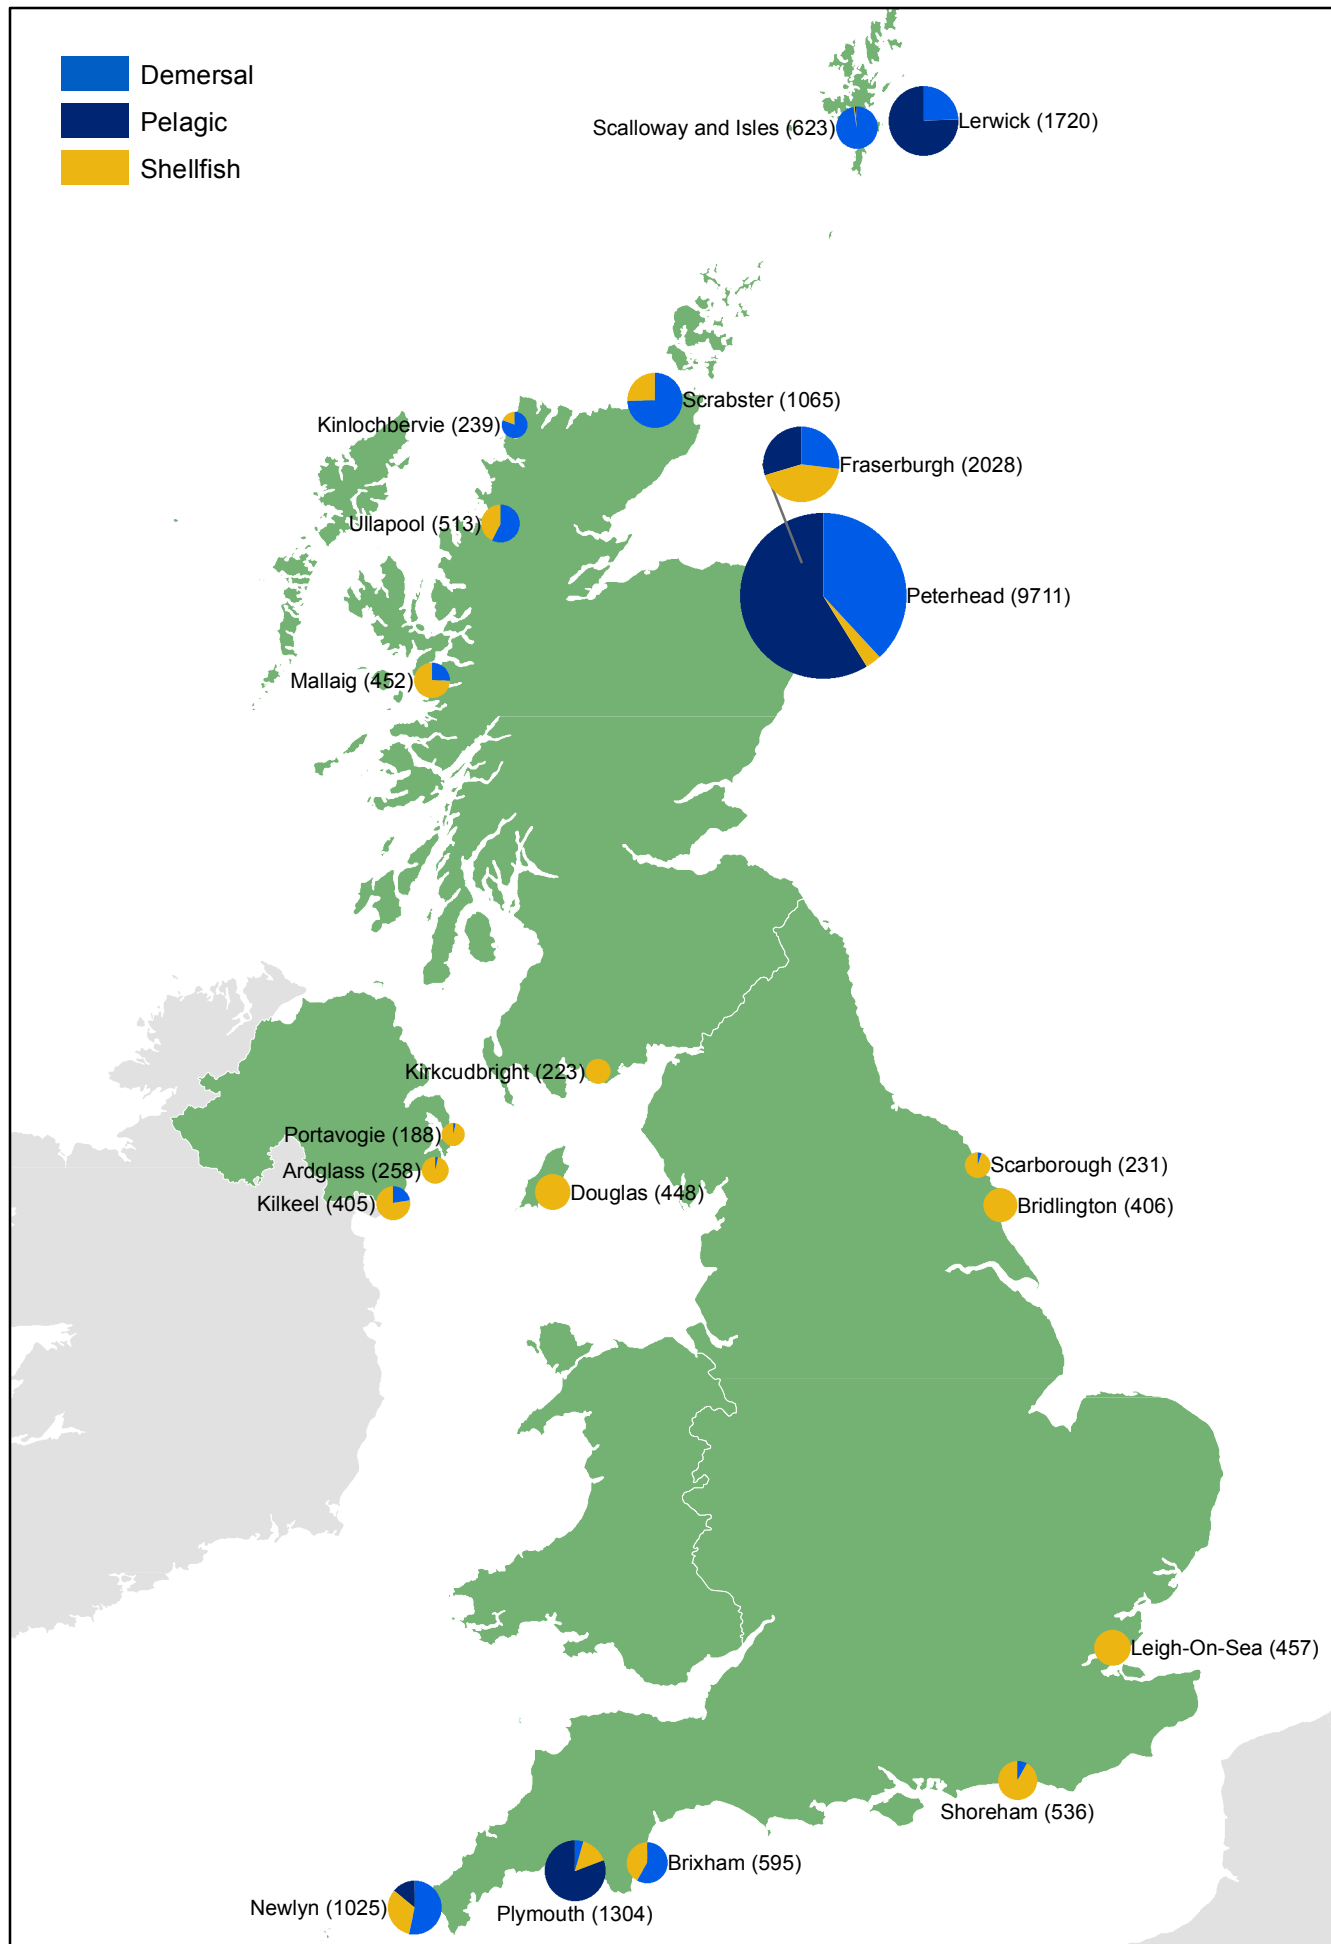 Demersal
Pelagic
Shellfish
Scalloway and Isles (623)
Lerwick (1720)
Scrabster (1065)
Kinlochbervie (239)
Fraserburgh (2028)
Ullapool (513)
Peterhead (9711)
Mallaig (452)
Kirkcudbright (223)
Portavogie (188)
Scarborough (231)
Ardglass (258)
Douglas (448)
Kilkeel (405)
Bridlington (406)
Leigh-On-Sea (457)
Shoreham (536)
Brixham (595)
Newlyn (1025)
Plymouth (1304)